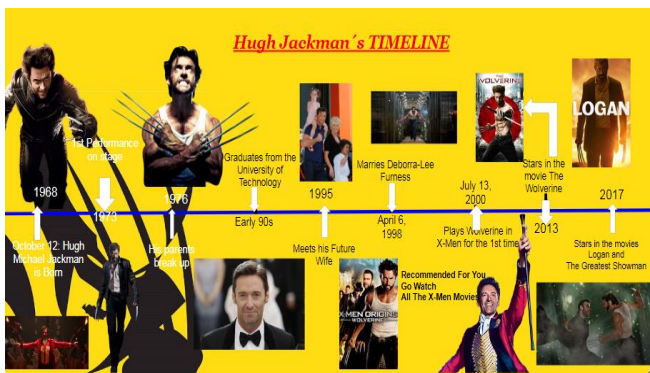 Hugh Jackman´s TIMELINE
1st Performance
on stage
1968
1973
October 12: Hugh
Michael Jackman
is Born
1976
His parents
break up
Graduates from the
University of
Technology
Early 90s
1995
Meets his Future
Wife
Marries Deborra-Lee
Furness
April 6,
1998
X-MEN ORIGINS
WOLVERINE
July 13,
2000
Plays Wolverine in
X-Men for the 1st time
Recommended For You
Go Watch
All The X-Men Movies
THE
WOLVERINE
Stars in the
movie The
Wolverine
2013
LOGAN
2017
Stars in the movies
Logan and
The Greatest Showman